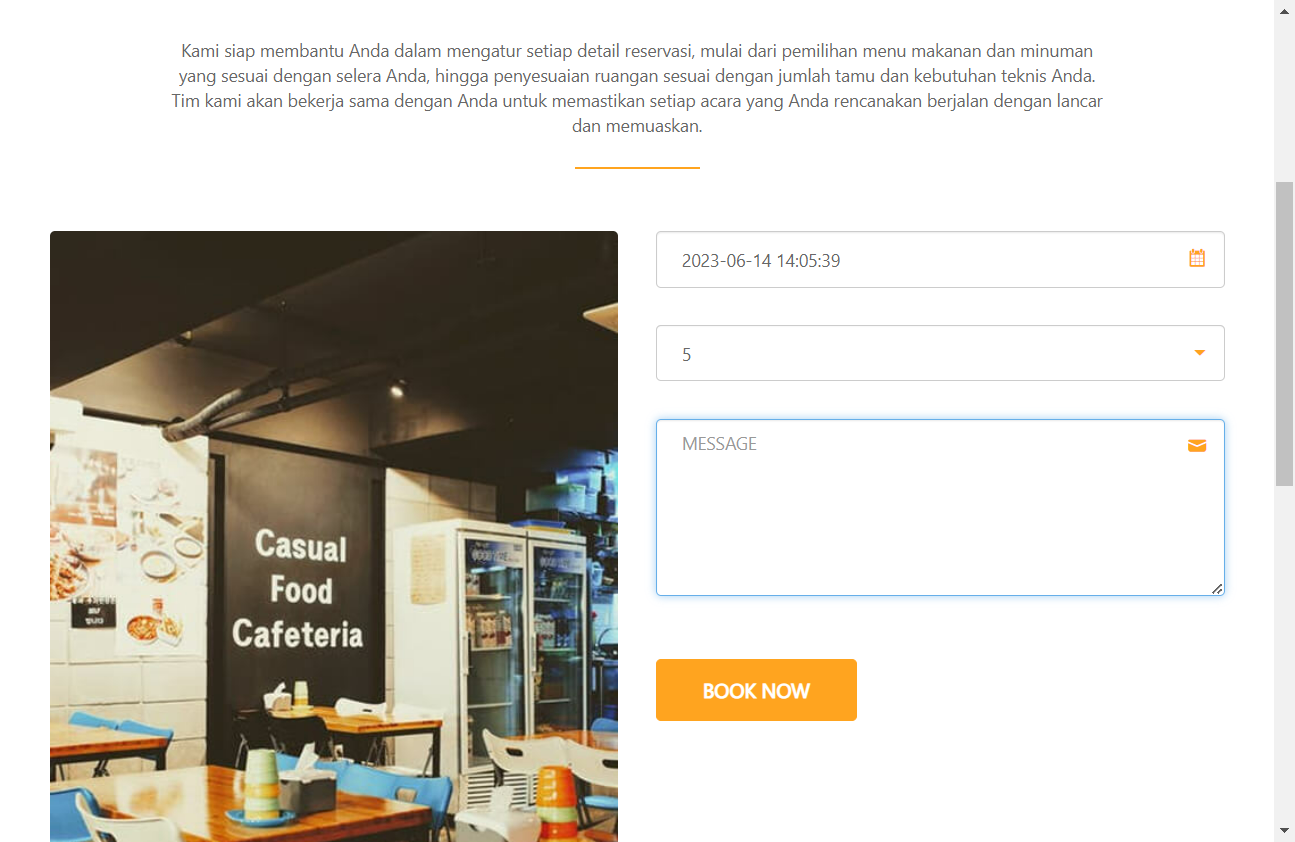 Kami siap membantu Anda dalam mengatur setiap detail reservasi, mulai dari pemilihan menu makanan dan minuman
yang sesuai dengan selera Anda, hingga penyesuaian ruangan sesuai dengan jumlah tamu dan kebutuhan teknis Anda.
Tim kami akan bekerja sama dengan Anda untuk memastikan setiap acara yang Anda rencanakan berjalan dengan lancar
dan memuaskan.
2023-06-14 14:05:39
5
MESSAGE
Casual
Food
Cafeteria
BOOK NOW